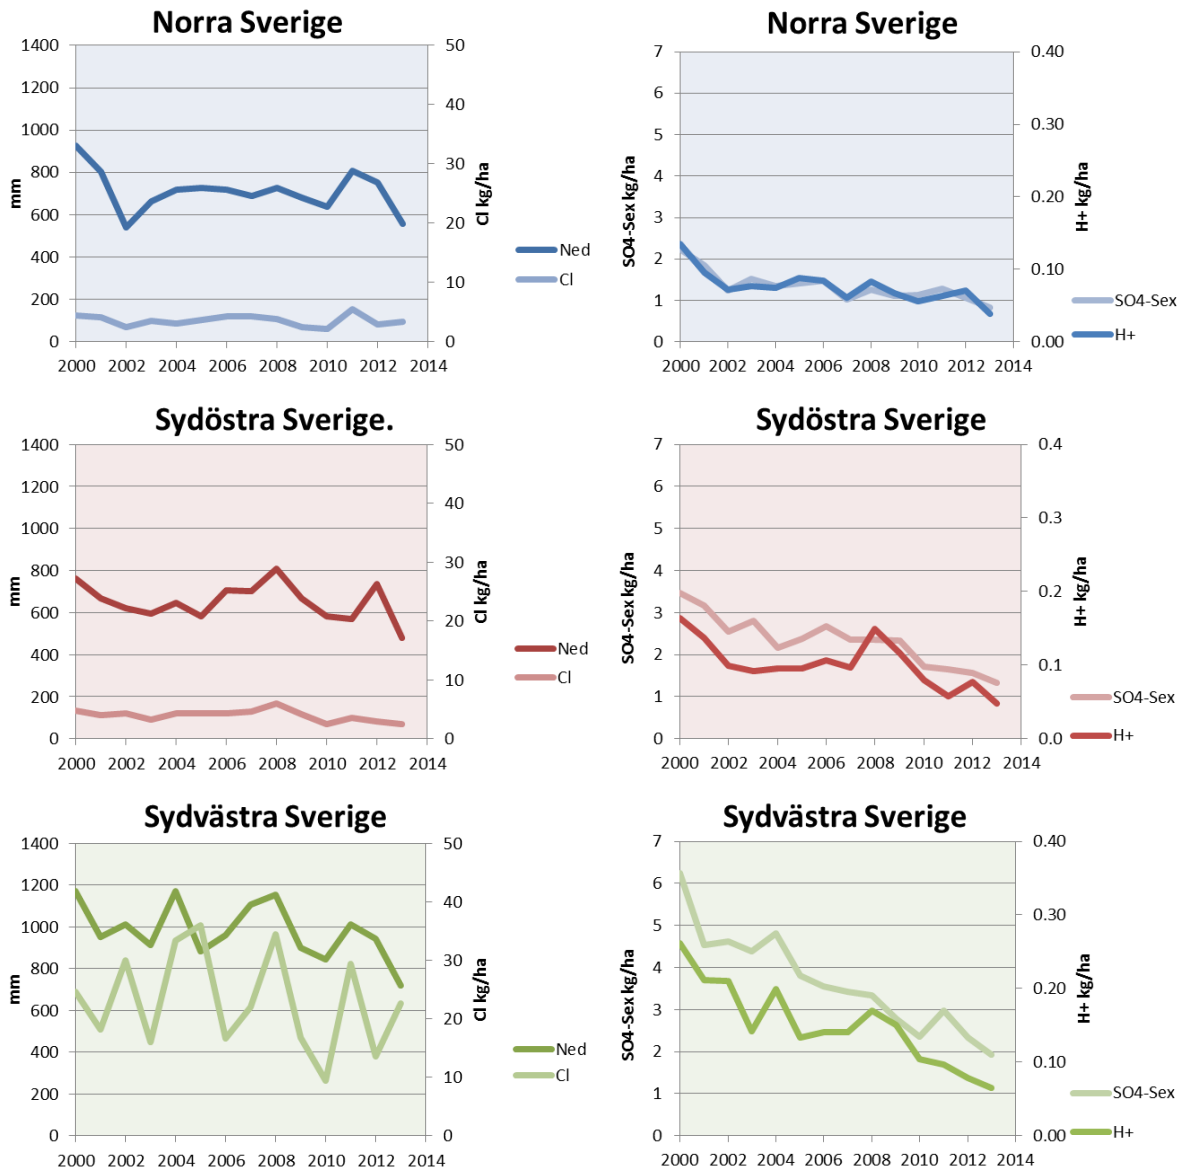 Norra Sverige
1400
1200
1000
800
600
400
200
0
mm
50
40
30
20
10
0
Cl kg/ha
2000 2002 2004 2006 2008 2010 2012 2014
Ned
Cl
Norra Sverige
7
6
5
4
3
2
1
0
SO4-Sex kg/ha
0.40
0.30
0.20
0.10
0.00
H+ kg/ha
2000 2002 2004 2006 2008 2010 2012 2014
SO4-Sex
H+
Sydöstra Sverige.
1400
1200
1000
800
600
400
200
0
mm
50
40
30
20
10
0
Cl kg/ha
2000 2002 2004 2006 2008 2010 2012 2014
Ned
Cl
Sydöstra Sverige
7
6
5
4
3
2
1
0
SO4-Sex kg/ha
0.4
0.3
0.2
0.1
0.0
H+ kg/ha
2000 2002 2004 2006 2008 2010 2012 2014
SO4-Sex
H+
Sydvästra Sverige
1400
1200
1000
800
600
400
200
0
mm
50
40
30
20
10
0
Cl kg/ha
2000 2002 2004 2006 2008 2010 2012 2014
Ned
Cl
Sydvästra Sverige
7
6
5
4
3
2
1
0
SO4-Sex kg/ha
0.40
0.30
0.20
0.10
0.00
H+ kg/ha
2000 2002 2004 2006 2008 2010 2012 2014
SO4-Sex
H+